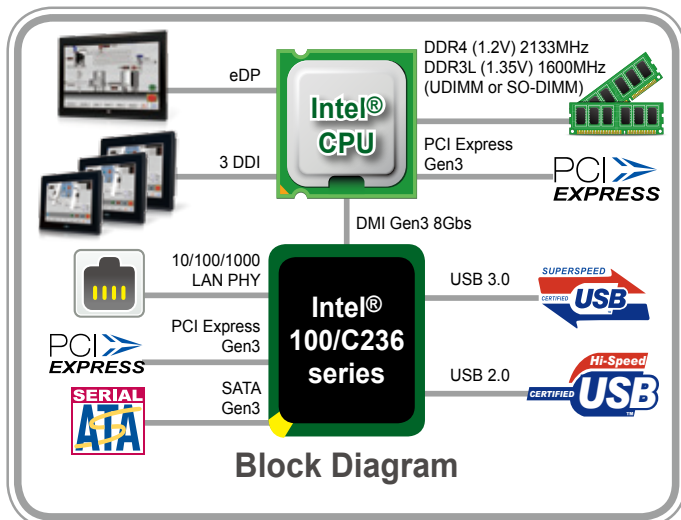 eDP
Intel®
CPU
DDR4 (1.2V) 2133MHz
DDR3L (1.35V) 1600MHz
(UDIMM or SO-DIMM)
3 DDI
PCI Express
Gen3
PCI
EXPRESS
DMI Gen3 8Gbs
10/100/1000
LAN PHY
Intel®
100/C236
series
USB 3.0
SUPERSPEED
CERTIFIED USB
PCI
EXPRESS
PCI Express
Gen3
USB 2.0
Hi-Speed
CERTIFIED USB
TM
SERIAL
ATA
SATA
Gen3
Block Diagram